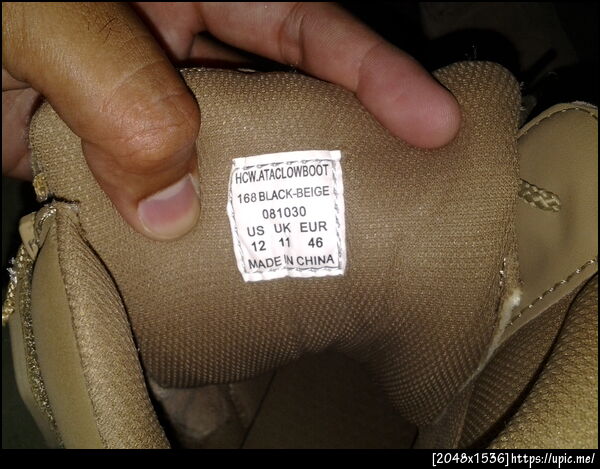 HCW.ATACLOWBOOT
168 BLACK-BEIGE
081030
US UK EUR
12 11 46
MADE IN CHINA
[2048x1536]https://upic.me/